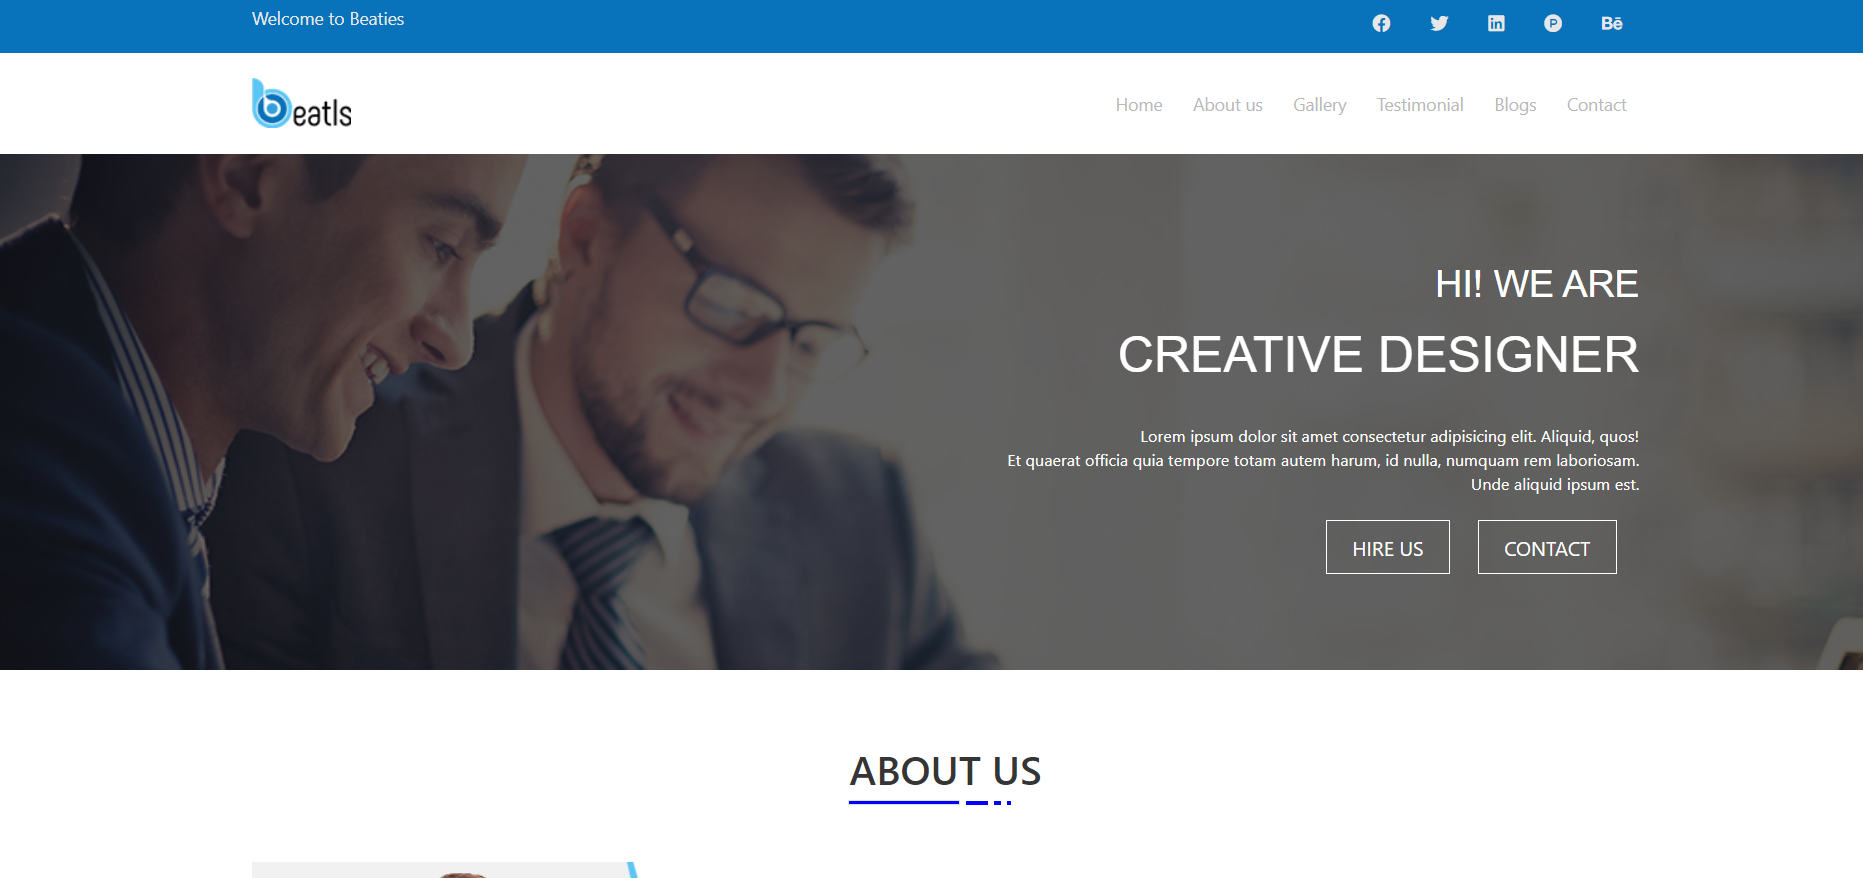 Welcome to Beaties
beatls
Home About us Gallery Testimonial Blogs Contact
HI! WE ARE
CREATIVE DESIGNER
Lorem ipsum dolor sit amet consectetur adipisicing elit. Aliquid, quos!
Et quaerat officia quia tempore totam autem harum, id nulla, numquam rem laboriosam.
Unde aliquid ipsum est.
HIRE US CONTACT
ABOUT US